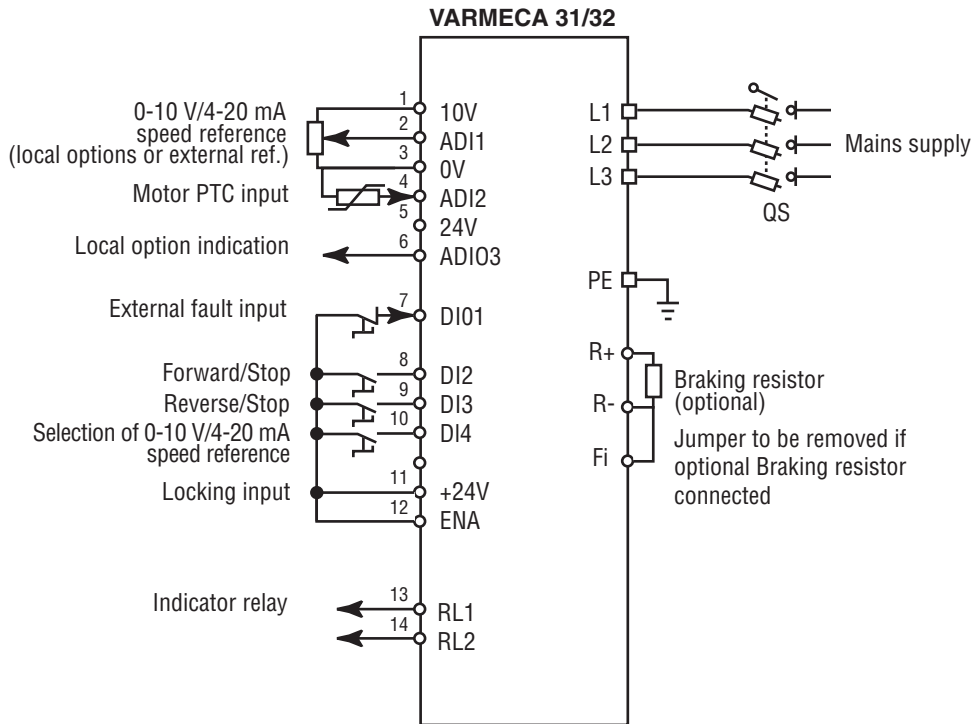 VARMECA 31/32
0-10 V/4-20 mA
speed reference
(local options or external ref.)
Motor PTC input
Local option indication
External fault input
Forward/Stop
Reverse/Stop
Selection of 0-10 V/4-20 mA
speed reference
Locking input
Indicator relay
1
2
3
4
5
6
7
8
9
10
11
12
13
14
10V
ADI1
0V
ADI2
24V
ADIO3
DI01
DI2
DI3
DI4
+24V
ENA
RL1
RL2
L1
L2
L3
PE
R+
R-
Fi
Mains supply
QS
Braking resistor
(optional)
Jumper to be removed if
optional Braking resistor
connected